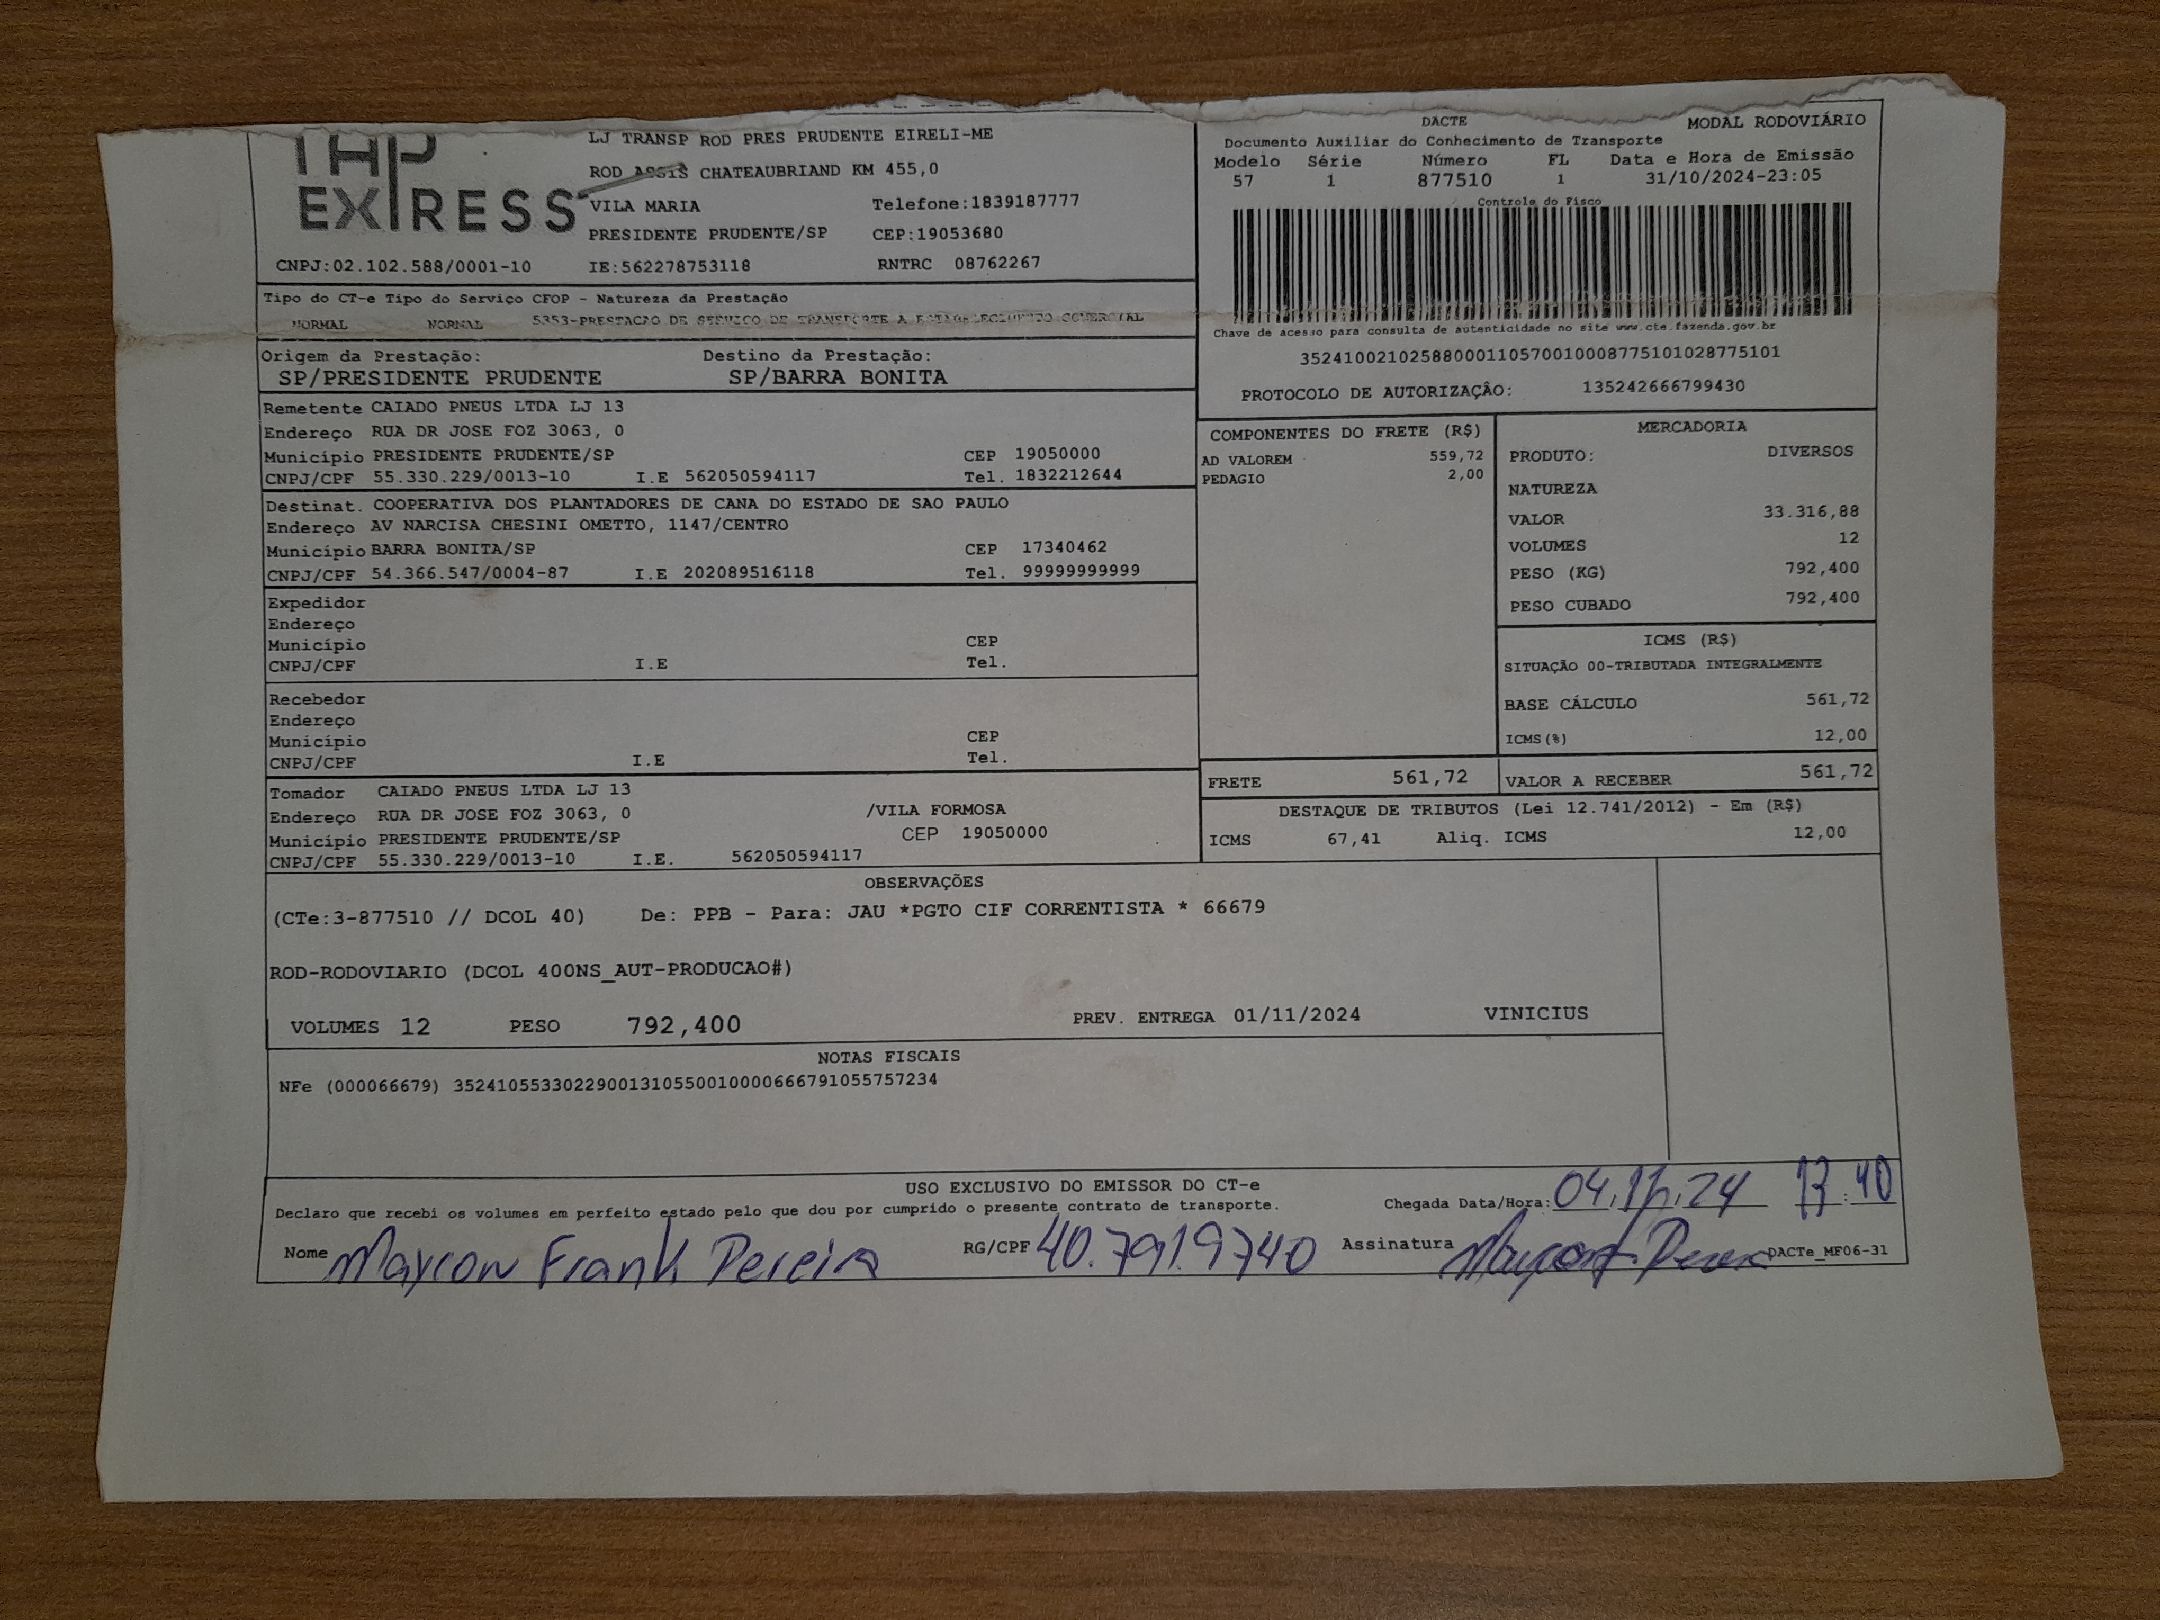 THP
EXPRESS
LJ TRANSP ROD PRES PRUDENTE EIRELI-ME
ROD ASSIS CHATEAUBRIAND KM 455,0
VILA MARIA Telefone:1839187777
PRESIDENTE PRUDENTE/SP CEP:19053680
CNPJ:02.102.588/0001-10 IE:562278753118 RNTRC 08762267
DACTE MODAL RODOVIÁRIO
Documento Auxiliar do Conhecimento de Transporte
Modelo Série Número FL Data e Hora de Emissão
57 1 877510 1 31/10/2024-23:05
Controle do Fisco
Chave de acesso para consulta de autenticidade no site www.cte.fazenda.gov.br
35241002102588000110570010008775101028775101
PROTOCOLO DE AUTORIZAÇÃO: 135242666799430
Tipo do CT-e Tipo do Serviço CFOP - Natureza da Prestação
NORMAL NORMAL 5353-PRESTACAO DE SERVICO DE TRANSPORTE A ESTABELECIMENTO COMERCIAL
Origem da Prestação: Destino da Prestação:
SP/PRESIDENTE PRUDENTE SP/BARRA BONITA
Remetente CAIADO PNEUS LTDA LJ 13
Endereço RUA DR JOSE FOZ 3063, 0
Município PRESIDENTE PRUDENTE/SP CEP 19050000
CNPJ/CPF 55.330.229/0013-10 I.E 562050594117 Tel. 1832212644
Destinat. COOPERATIVA DOS PLANTADORES DE CANA DO ESTADO DE SAO PAULO
Endereço AV NARCISA CHESINI OMETTO, 1147/CENTRO
Município BARRA BONITA/SP CEP 17340462
CNPJ/CPF 54.366.547/0004-87 I.E 202089516118 Tel. 99999999999
Expedidor
Endereço
Município CEP
CNPJ/CPF I.E Tel.
Recebedor
Endereço
Município CEP
CNPJ/CPF I.E Tel.
Tomador CAIADO PNEUS LTDA LJ 13
Endereço RUA DR JOSE FOZ 3063, 0 /VILA FORMOSA
Município PRESIDENTE PRUDENTE/SP CEP 19050000
CNPJ/CPF 55.330.229/0013-10 I.E. 562050594117
COMPONENTES DO FRETE (R$)
AD VALOREM 559,72
PEDAGIO 2,00
MERCADORIA
PRODUTO: DIVERSOS
NATUREZA
VALOR 33.316,88
VOLUMES 12
PESO (KG) 792,400
PESO CUBADO 792,400
ICMS (R$)
SITUAÇÃO 00-TRIBUTADA INTEGRALMENTE
BASE CÁLCULO 561,72
ICMS(%) 12,00
FRETE 561,72 VALOR A RECEBER 561,72
DESTAQUE DE TRIBUTOS (Lei 12.741/2012) - Em (R$)
ICMS 67,41 Aliq. ICMS 12,00
OBSERVAÇÕES
(CTe:3-877510 // DCOL 40) De: PPB - Para: JAU *PGTO CIF CORRENTISTA * 66679
ROD-RODOVIARIO (DCOL 400NS_AUT-PRODUCAO#)
VOLUMES 12 PESO 792,400 PREV. ENTREGA 01/11/2024 VINICIUS
NOTAS FISCAIS
NFe (000066679) 35241055330229001310550010000666791055757234
USO EXCLUSIVO DO EMISSOR DO CT-e
Declaro que recebi os volumes em perfeito estado pelo que dou por cumprido o presente contrato de transporte. Chegada Data/Hora: 04.11.24 :40
Nome Maycon Frank Pereira RG/CPF 40.791.9740 Assinatura DACTe_MF06-31